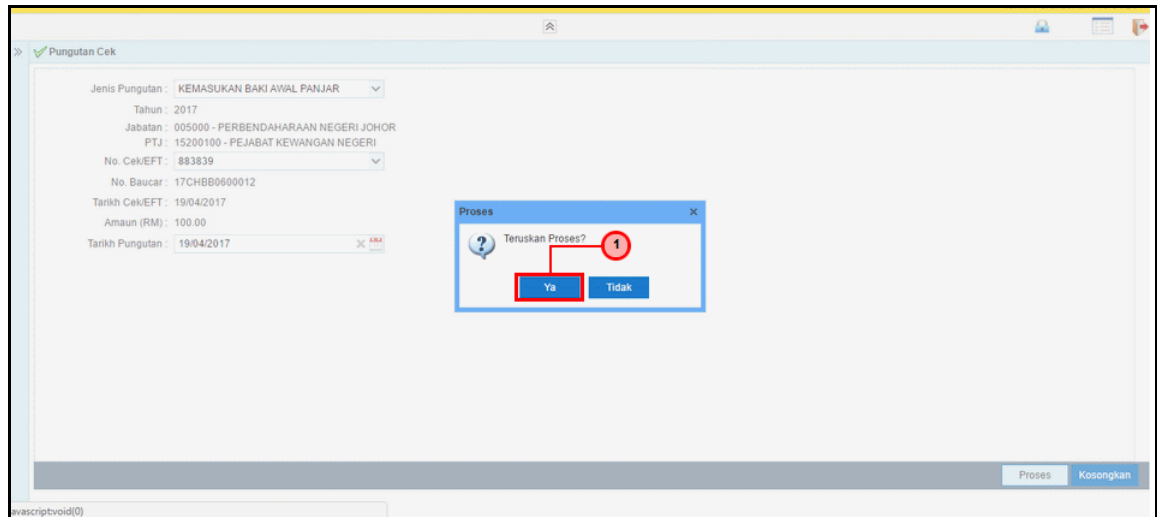 Pungutan Cek
Jenis Pungutan : KEMASUKAN BAKI AWAL PANJAR
Tahun : 2017
Jabatan : 005000 - PERBENDAHARAAN NEGERI JOHOR
PTJ : 15200100 - PEJABAT KEWANGAN NEGERI
No. Cek/EFT : 883839
No. Baucar : 17CHBB0600012
Tarikh Cek/EFT : 19/04/2017
Amaun (RM) : 100.00
Tarikh Pungutan : 19/04/2017
Proses
Teruskan Proses?
1
Ya Tidak
Proses Kosongkan
avascript:void(0)